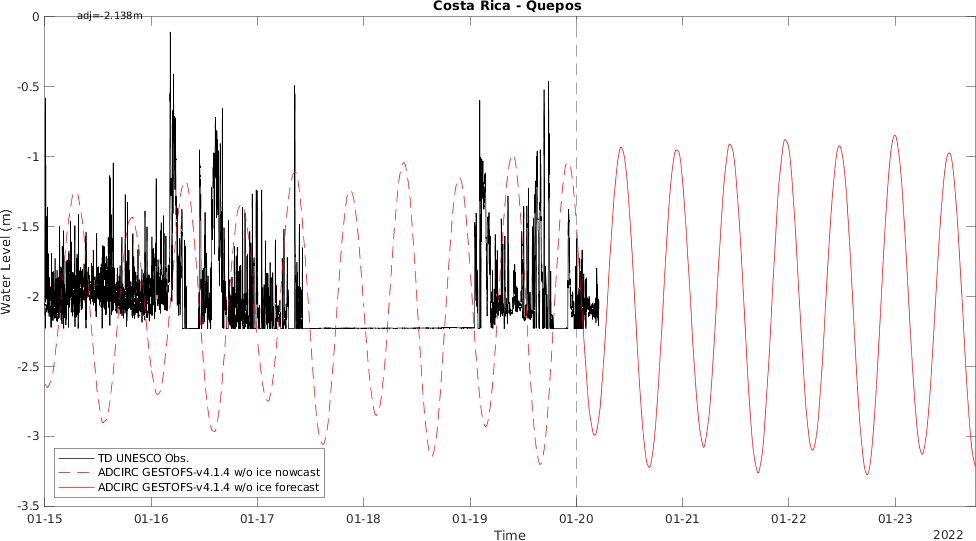 Costa Rica - Quepos
adj=-2.138m
0
-0.5
-1
-1.5
-2
-2.5
-3
-3.5
Water Level (m)
TD UNESCO Obs.
ADCIRC GESTOFS-v4.1.4 w/o ice nowcast
ADCIRC GESTOFS-v4.1.4 w/o ice forecast
01-15 01-16 01-17 01-18 01-19 01-20 01-21 01-22 01-23
Time
2022